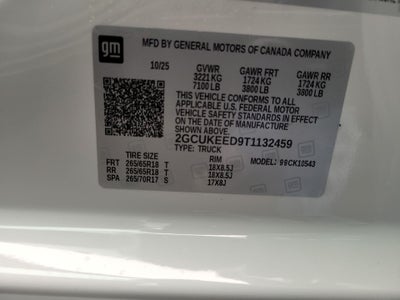 gm
MFD BY GENERAL MOTORS OF CANADA COMPANY
10/25 GVWR GAWR FRT GAWR RR
3221 KG 1724 KG 1724 KG
7100 LB 3800 LB 3800 LB
THIS VEHICLE CONFORMS TO ALL
APPLICABLE U.S. FEDERAL MOTOR
VEHICLE SAFETY STANDARDS IN EFFECT
ON THE DATE OF MANUFACTURE
SHOWN ABOVE.
2GCUKEED9T1132459
TYPE: TRUCK
TIRE SIZE RIM MODEL:
FRT 265/65R18 T 18X8.5J
RR 265/65R18 T 18X8.5J
SPA 265/70R17 S 17X8J